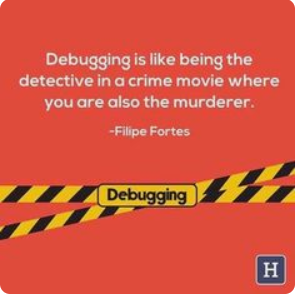 Debugging is like being the
detective in a crime movie where
you are also the murderer.
-Filipe Fortes
Debugging
H